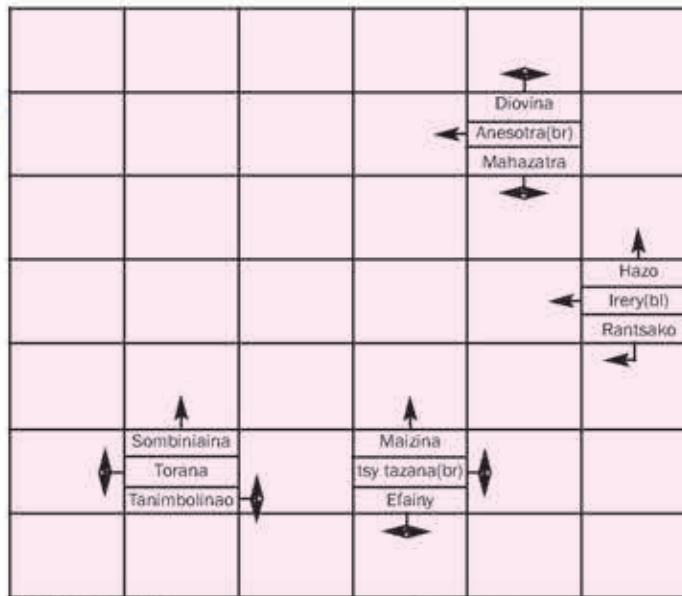 Diovina
Anesotra(br)
Mahazatra
Hazo
Irery(bl)
Rantsako
Sombiniaina
Torana
Tanimbolinao
Maizina
tsy tazana(br)
Efainy